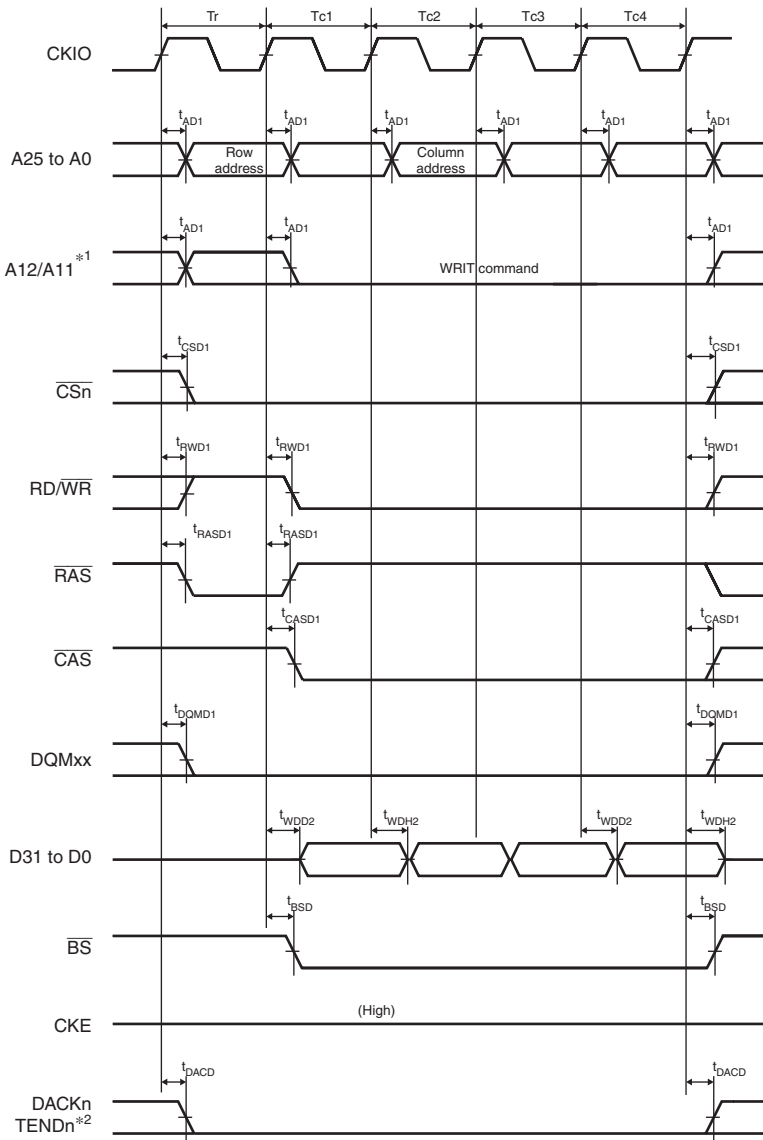 Tr Tc1 Tc2 Tc3 Tc4
CKIO
tAD1 tAD1 tAD1 tAD1 tAD1 tAD1
A25 to A0
Row address
Column address
tAD1 tAD1 tAD1
A12/A11*1
WRIT command
tCSD1 tCSD1
CSn
tRWD1 tRWD1 tRWD1
RD/WR
tRASD1 tRASD1
RAS
tCASD1 tCASD1
CAS
tDQMD1 tDQMD1
DQMxx
tWDD2 tWDH2 tWDD2 tWDH2
D31 to D0
tBSD tBSD
BS
(High)
CKE
tDACD tDACD
DACKn
TENDn*2